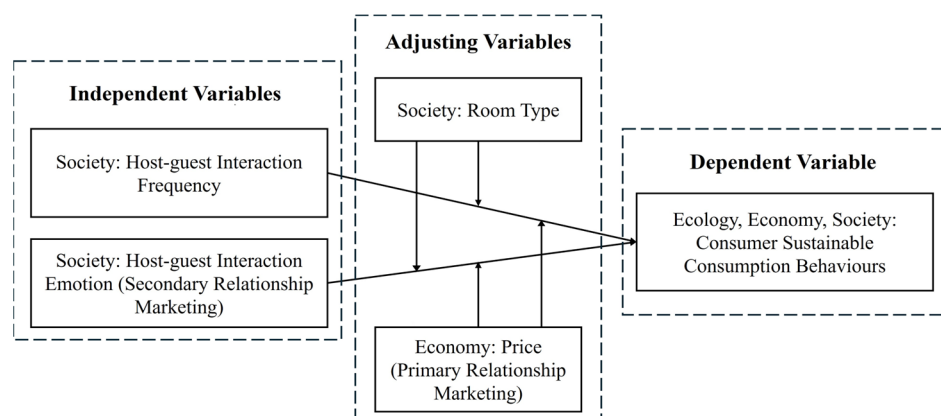 Independent Variables
Society: Host-guest Interaction
Frequency
Society: Host-guest Interaction
Emotion (Secondary Relationship
Marketing)
Adjusting Variables
Society: Room Type
Economy: Price
(Primary Relationship
Marketing)
Dependent Variable
Ecology, Economy, Society:
Consumer Sustainable
Consumption Behaviours